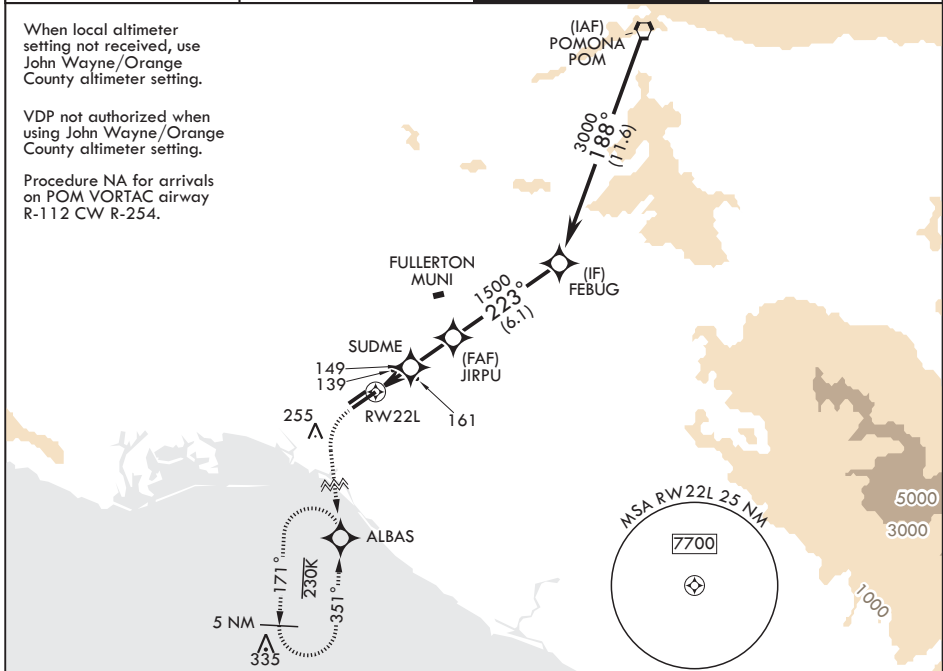 When local altimeter
setting not received, use
John Wayne/Orange
County altimeter setting.
VDP not authorized when
using John Wayne/Orange
County altimeter setting.
Procedure NA for arrivals
on POM VORTAC airway
R-112 CW R-254.
(IAF)
POMONA
POM
3000
188°
(11.6)
(IF)
FEBUG
FULLERTON
MUNI
1500
223°
(6.1)
(FAF)
JIRPU
SUDME
149
139
161
RW22L
255
ALBAS
171°
230K
351°
5 NM
335
MSA RW22L 25 NM
7700
5000
3000
1000